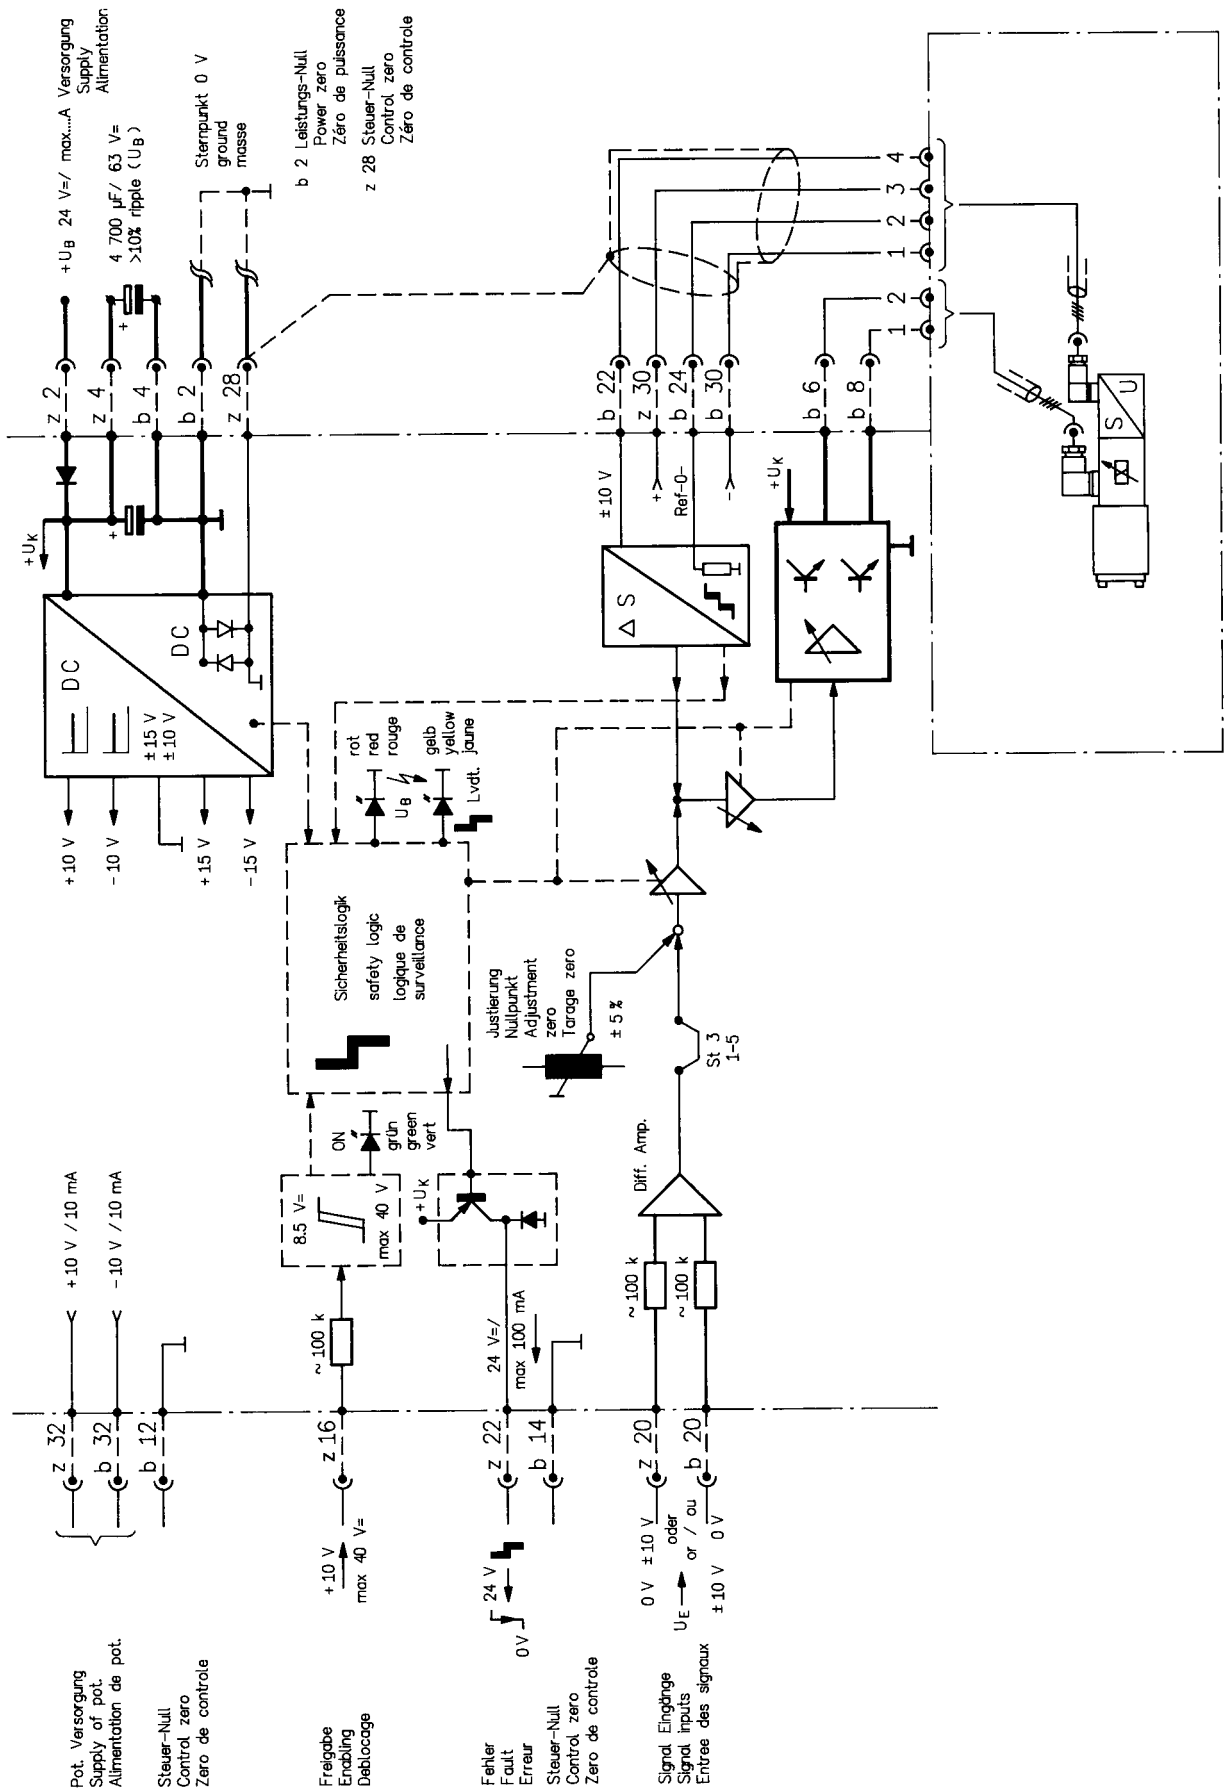 Pot. Versorgung
Supply of pot.
Alimentation de pot.
Steuer-Null
Control zero
Zero de controle
Freigabe
Enabling
Deblocage
Fehler
Fault
Erreur
Steuer-Null
Control zero
Zero de controle
Signal Eingänge
Signal inputs
Entree des signaux
+10 V
max 40 V=
24 V
0V
0 V ±10 V
oder
UE
or / ou
±10 V 0 V
z 32
b 32
b 12
z 16
z 22
b 14
z 20
b 20
+10 V / 10 mA
-10 V / 10 mA
~ 100 k
24 V=/
max 100 mA
~ 100 k
~ 100 k
8.5 V=
max 40 V
ON
grün
green
vert
+UK
Diff. Amp.
St 3
1-5
Sicherheitslogik
safety logic
logique de
surveillance
Justierung
Nullpunkt
Adjustment
zero
Tarage zero
±5%
+10 V
-10 V
+15 V
-15 V
rot
red
rouge
UB
gelb
yellow
jaune
Lvdt.
DC
±15 V
±10 V
DC
+UK
Δ S
±10 V
+
Ref-0-
-
+UK
+
z 2
z 4
b 4
b 2
z 28
b 22
z 30
b 24
b 30
b 6
b 8
+UB 24 V=/ max....A Versorgung
Supply
Alimentation
4 700 µF/ 63 V=
>10% ripple (UB)
+
Sternpunkt 0 V
ground
masse
b 2 Leistungs-Null
Power zero
Zéro de puissance
z 28 Steuer-Null
Control zero
Zéro de controle
1
2
1
2
3
4
S
U